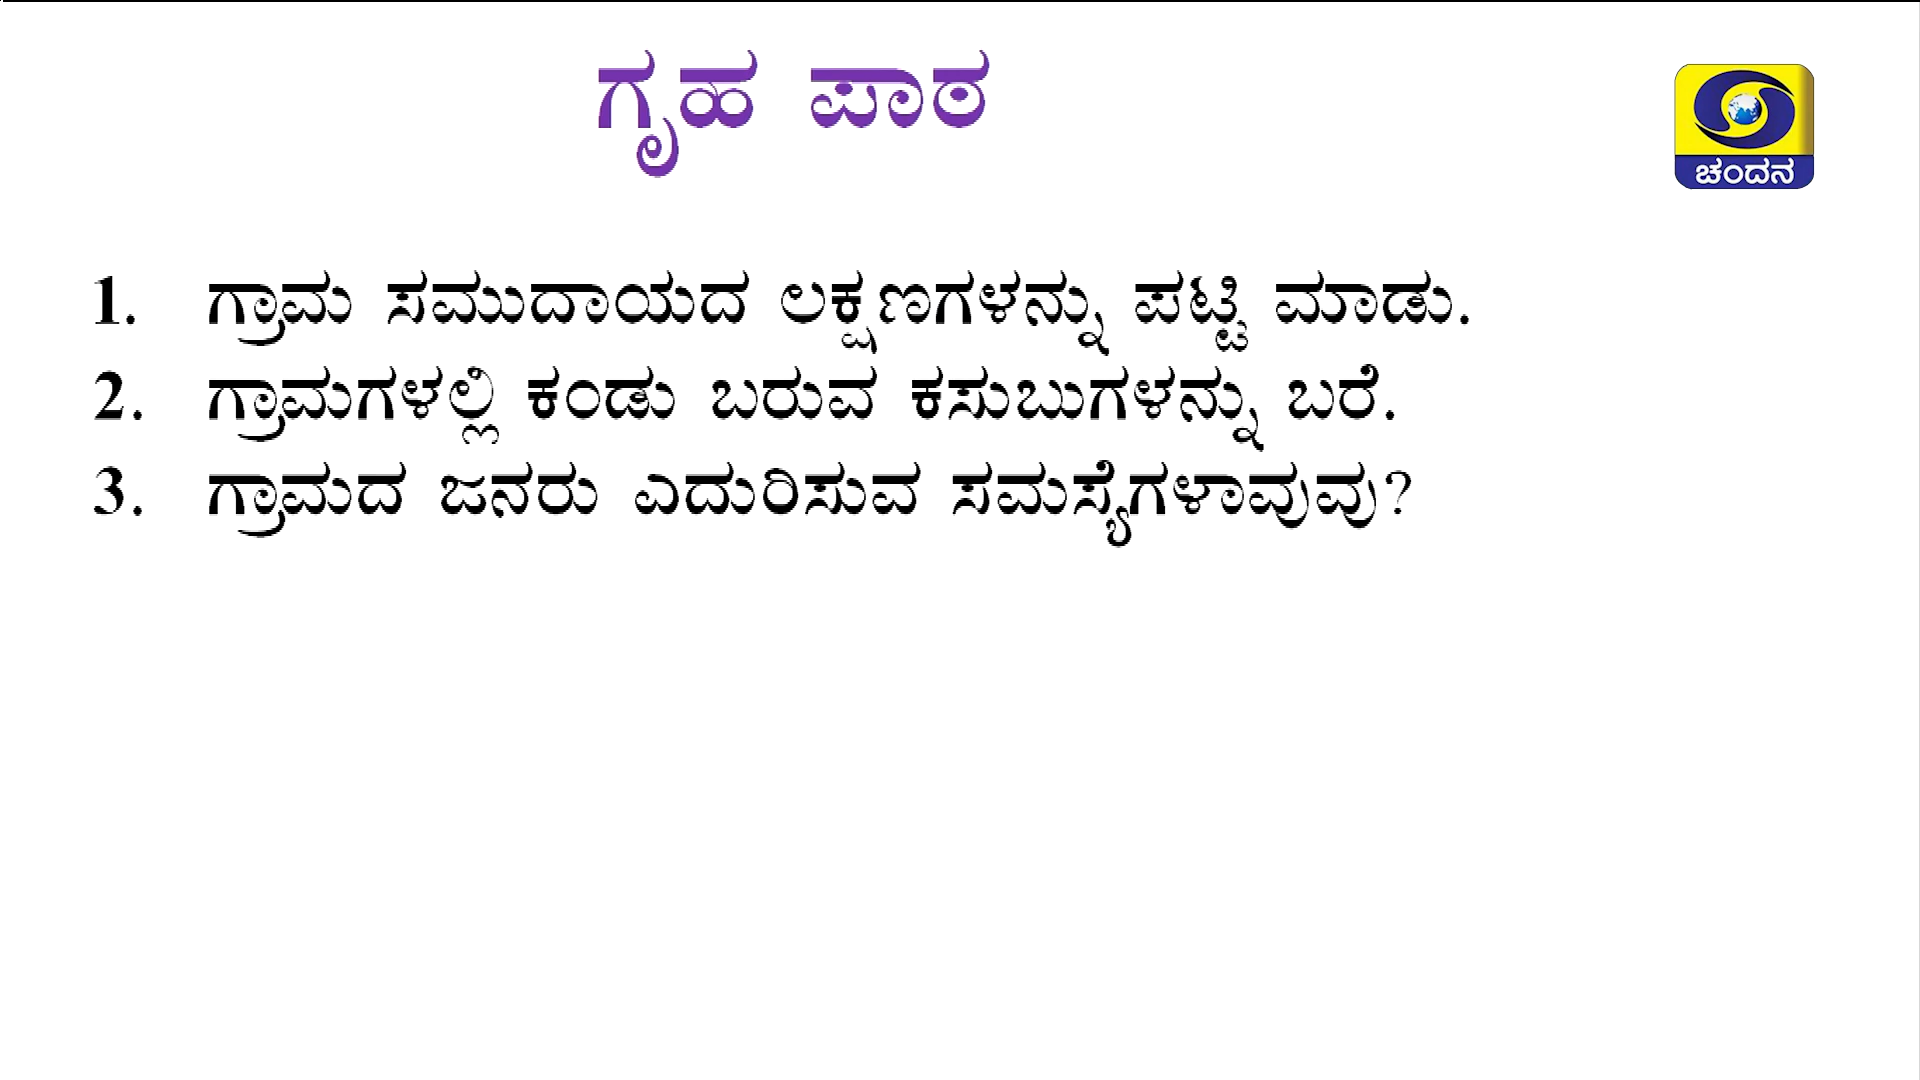 ಗೃಹ ಪಾಠ
ಚಂದನ
1. ಗ್ರಾಮ ಸಮುದಾಯದ ಲಕ್ಷಣಗಳನ್ನು ಪಟ್ಟಿ ಮಾಡು.
2. ಗ್ರಾಮಗಳಲ್ಲಿ ಕಂಡು ಬರುವ ಕಸುಬುಗಳನ್ನು ಬರೆ.
3. ಗ್ರಾಮದ ಜನರು ಎದುರಿಸುವ ಸಮಸ್ಯೆಗಳಾವುವು?